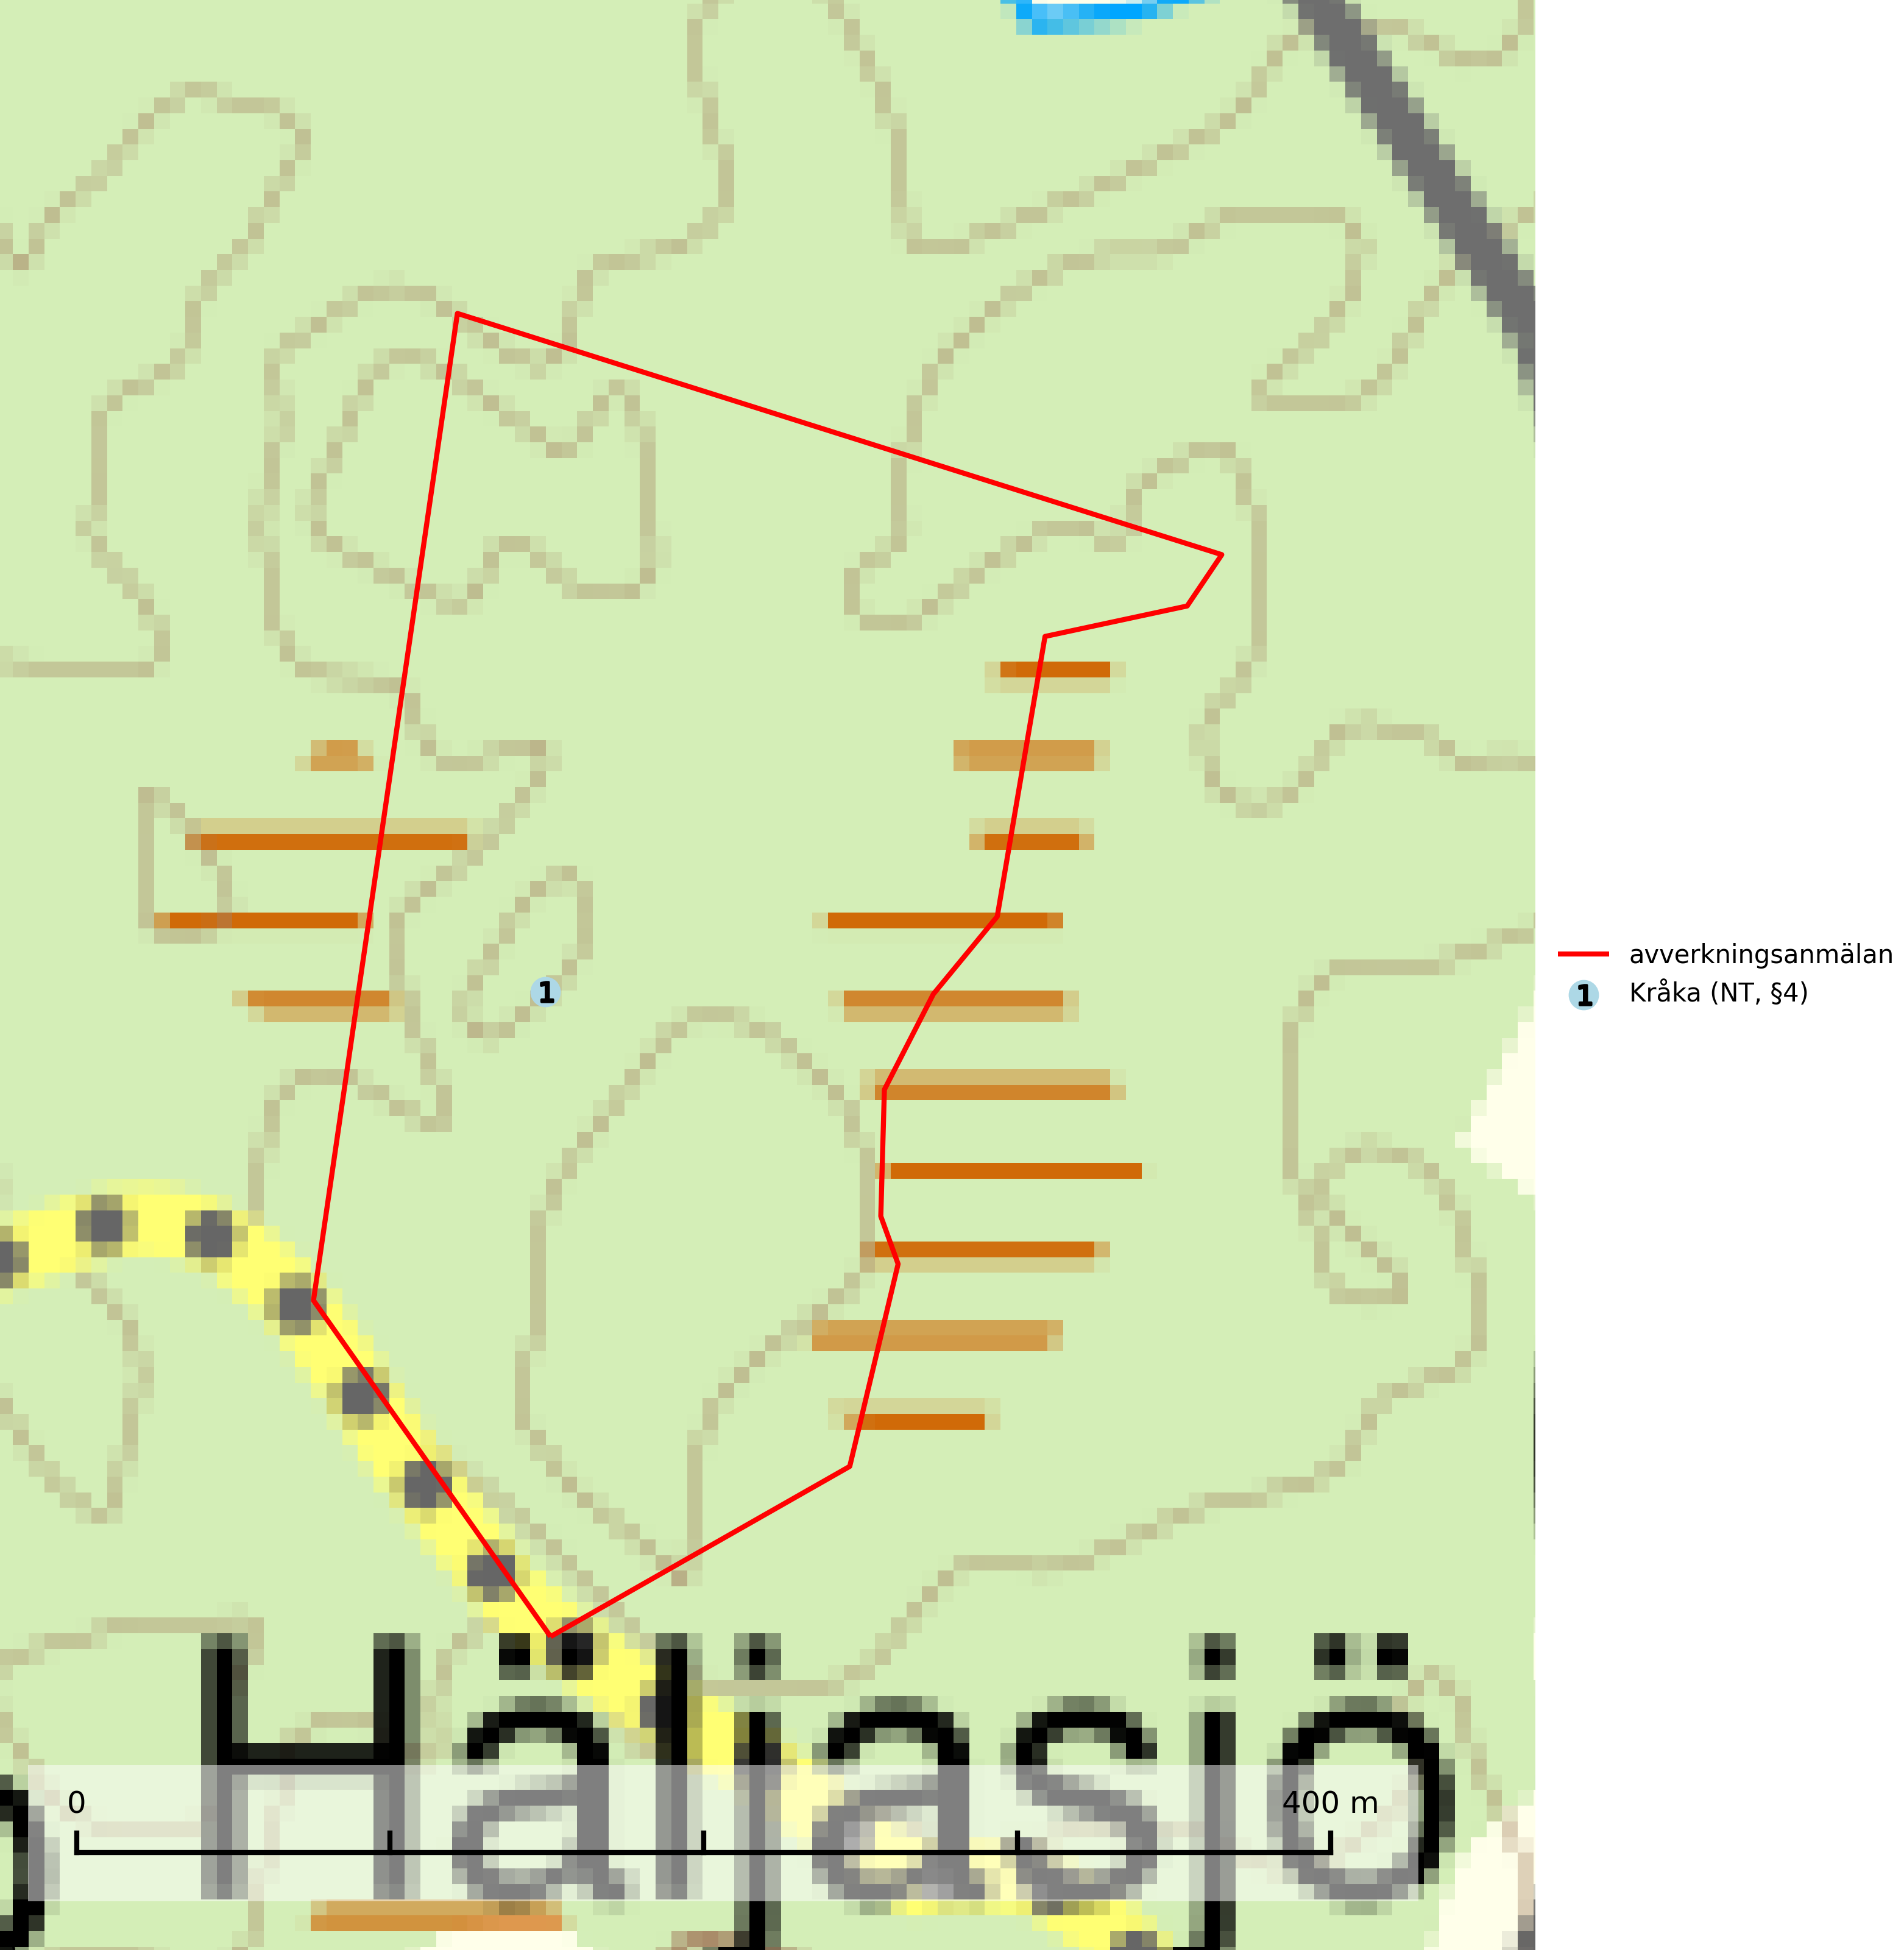 1
avverkningsanmälan
1 Kråka (NT, §4)
Häljasjö
0 400 m